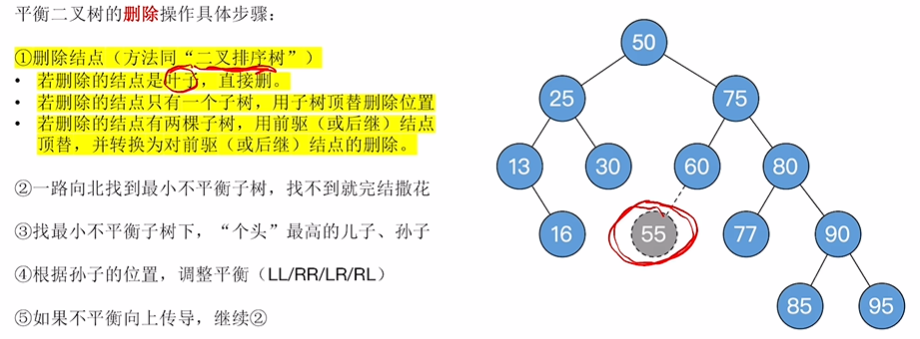 平衡二叉树的删除操作具体步骤：
①删除结点（方法同“二叉排序树”）
• 若删除的结点是叶子，直接删。
• 若删除的结点只有一个子树，用子树顶替删除位置
• 若删除的结点有两棵子树，用前驱（或后继）结点
顶替，并转换为对前驱（或后继）结点的删除。
②一路向北找到最小不平衡子树，找不到就完结撒花
③找最小不平衡子树下，“个头”最高的儿子、孙子
④根据孙子的位置，调整平衡（LL/RR/LR/RL）
⑤如果不平衡向上传导，继续②
50
25 75
13 30 60 80
16 55 77 90
85 95